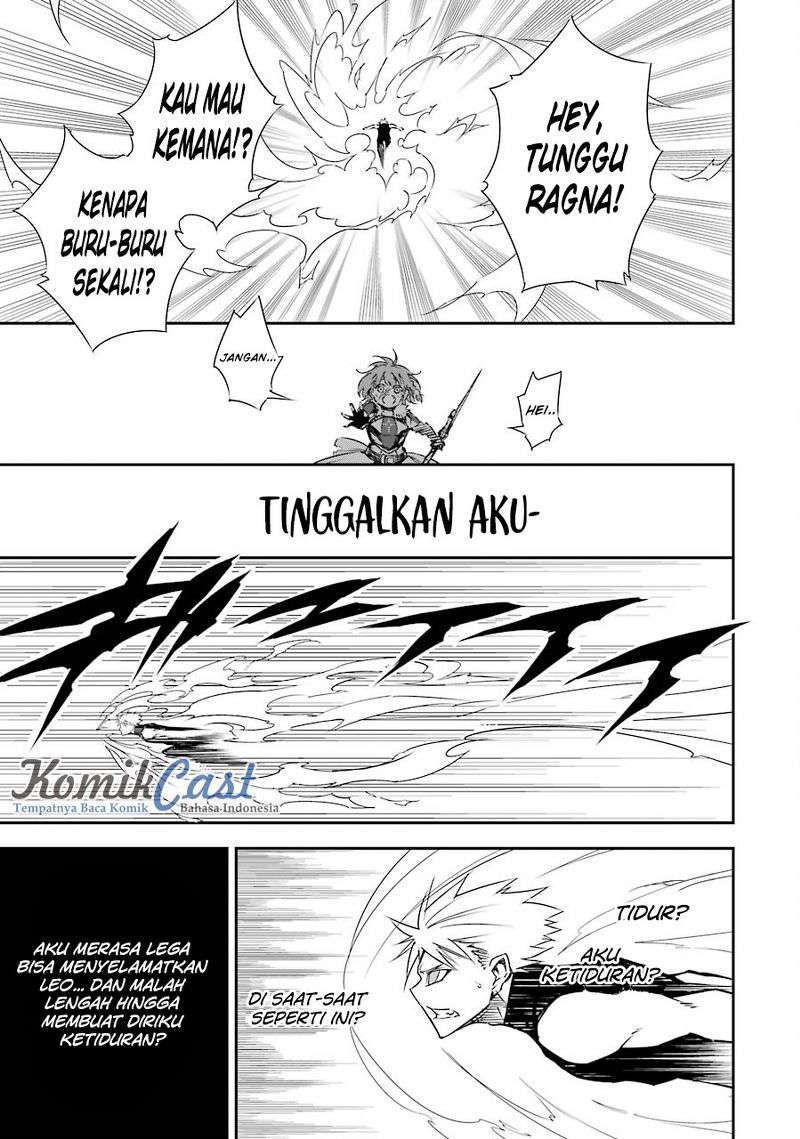 HEY,
TUNGGU
RAGNA!
KAU MAU
KEMANA!?
KENAPA
BURU-BURU
SEKALI!?
HEI..
JANGAN...
TINGGALKAN AKU-
KomikCast
Tempatnya Baca Komik Bahasa Indonesia
TIDUR?
AKU
KETIDURAN?
DI SAAT-SAAT
SEPERTI INI?
AKU MERASA LEGA
BISA MENYELAMATKAN
LEO... DAN MALAH
LENGAH HINGGA
MEMBUAT DIRIKU
KETIDURAN?